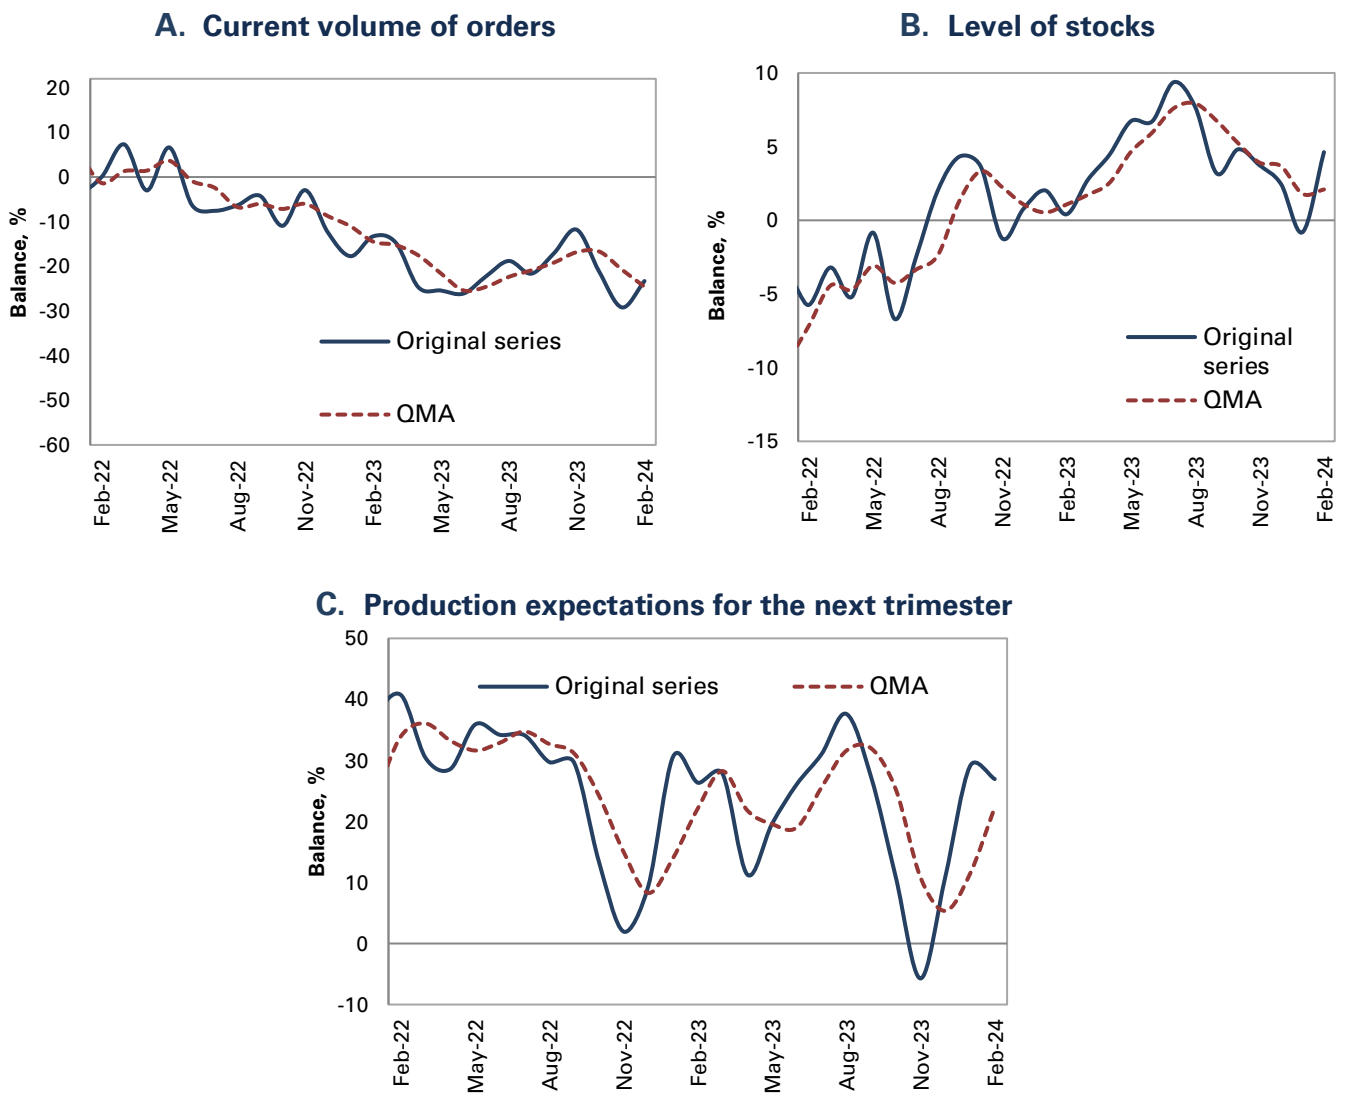 A. Current volume of orders
Balance, %
20
10
0
-10
-20
-30
-40
-50
-60
Original series
QMA
Feb-22
May-22
Aug-22
Nov-22
Feb-23
May-23
Aug-23
Nov-23
Feb-24
B. Level of stocks
Balance, %
10
5
0
-5
-10
-15
Original
series
QMA
Feb-22
May-22
Aug-22
Nov-22
Feb-23
May-23
Aug-23
Nov-23
Feb-24
C. Production expectations for the next trimester
Balance, %
50
40
30
20
10
0
-10
Original series
QMA
Feb-22
May-22
Aug-22
Nov-22
Feb-23
May-23
Aug-23
Nov-23
Feb-24